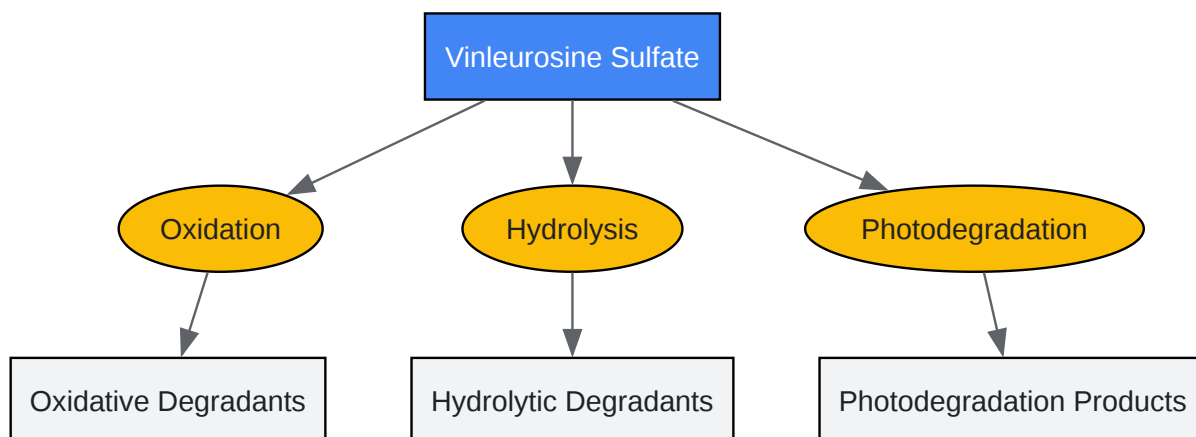 Vinleurosine Sulfate
Oxidation
Hydrolysis
Photodegradation
Oxidative Degradants
Hydrolytic Degradants
Photodegradation Products